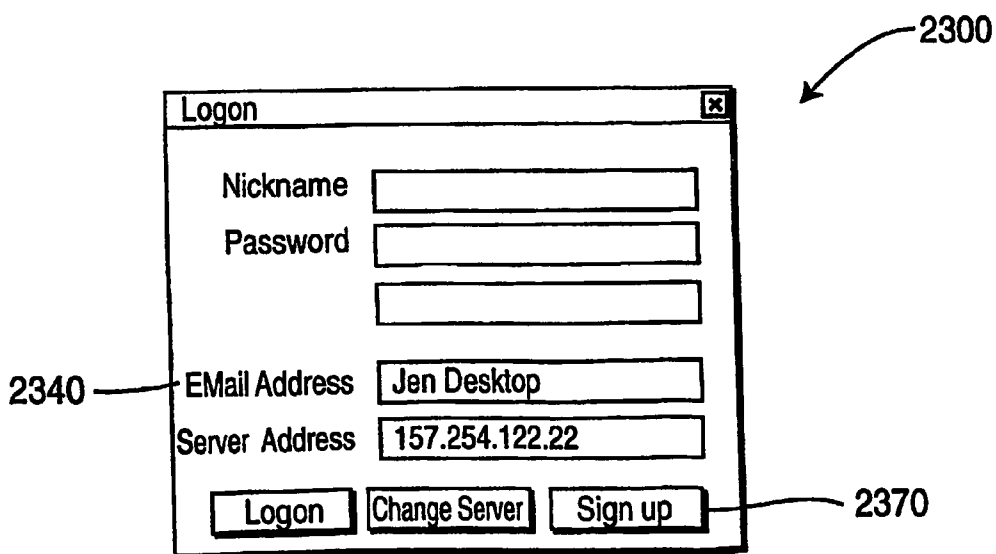 2300
Logon
Nickname
Password
2340 EMail Address Jen Desktop
Server Address 157.254.122.22
Logon Change Server Sign up 2370